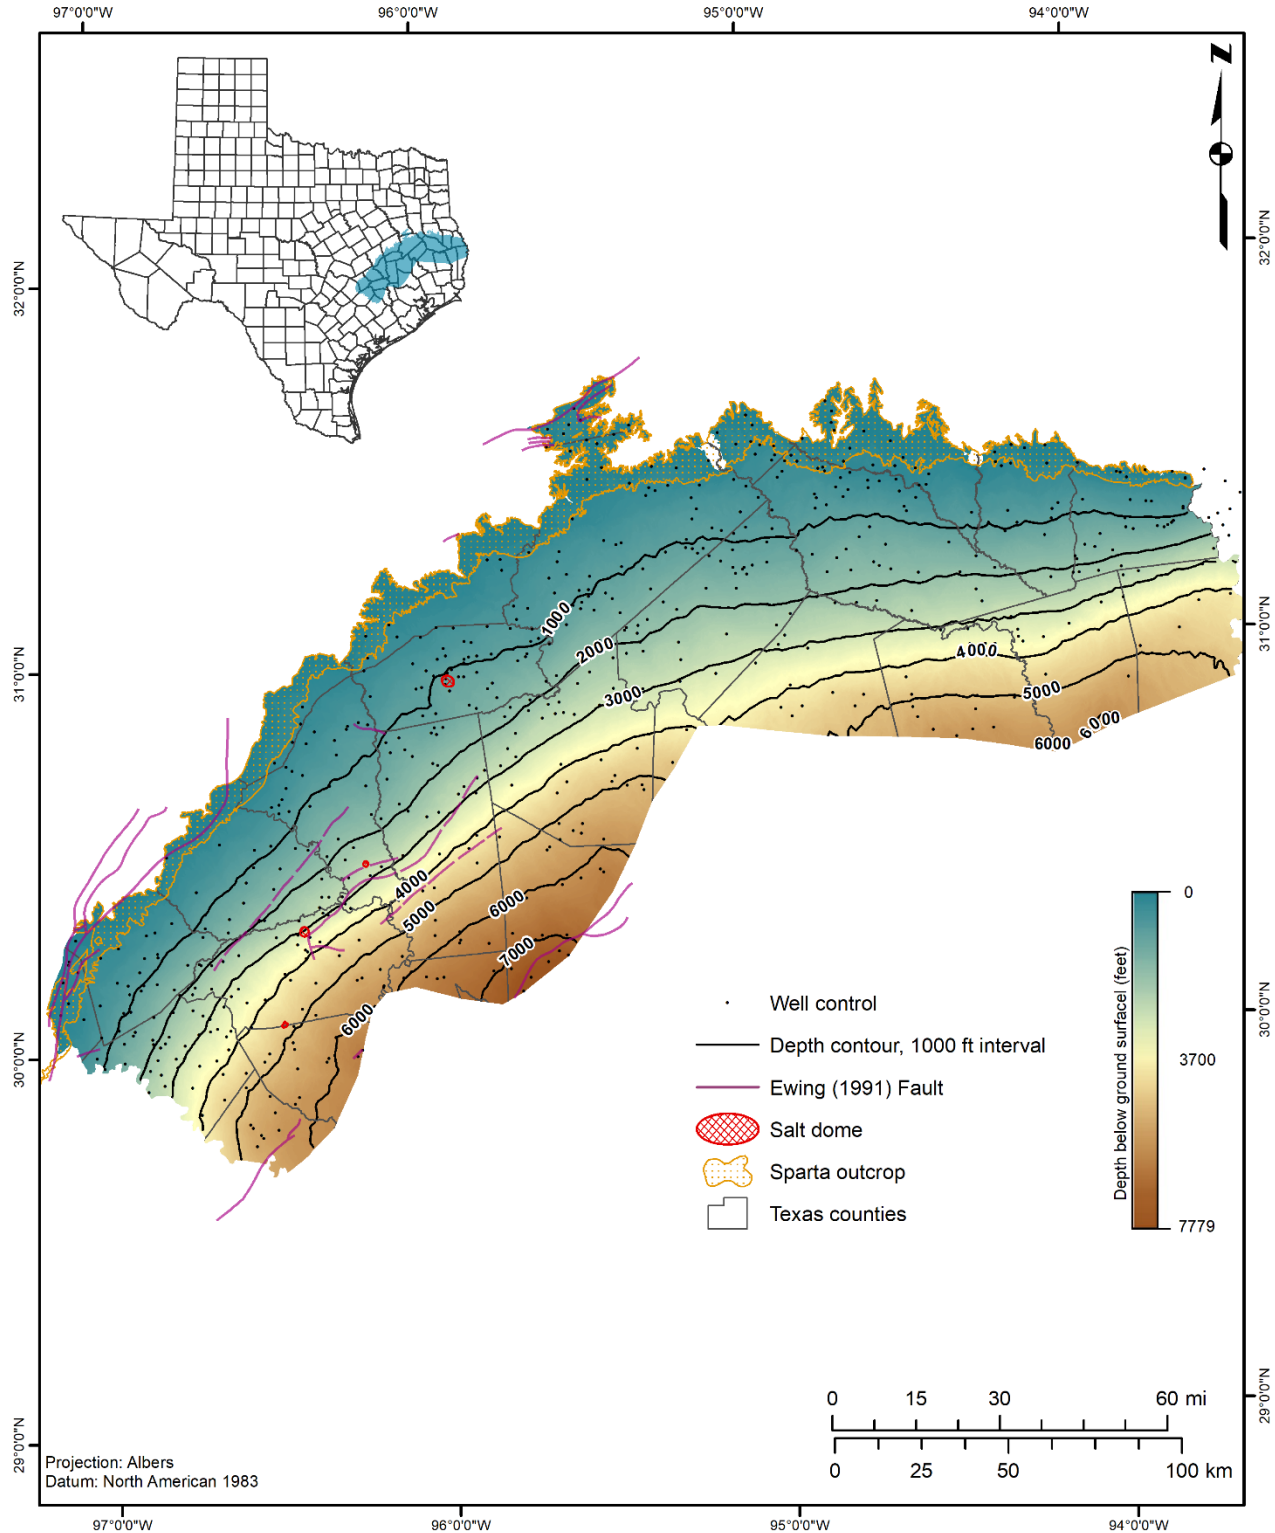 97°0'0"W
96°0'0"W
95°0'0"W
94°0'0"W
N
32°0'0"N
32°0'0"N
31°0'0"N
31°0'0"N
30°0'0"N
30°0'0"N
29°0'0"N
29°0'0"N
1000
2000
3000
4000
5000
6000
6000
4000
5000
6000
7000
6000
Well control
Depth contour, 1000 ft interval
Ewing (1991) Fault
Salt dome
Sparta outcrop
Texas counties
Depth below ground surfacel (feet)
0
3700
7779
0 15 30 60 mi
0 25 50 100 km
Projection: Albers
Datum: North American 1983
97°0'0"W
96°0'0"W
95°0'0"W
94°0'0"W